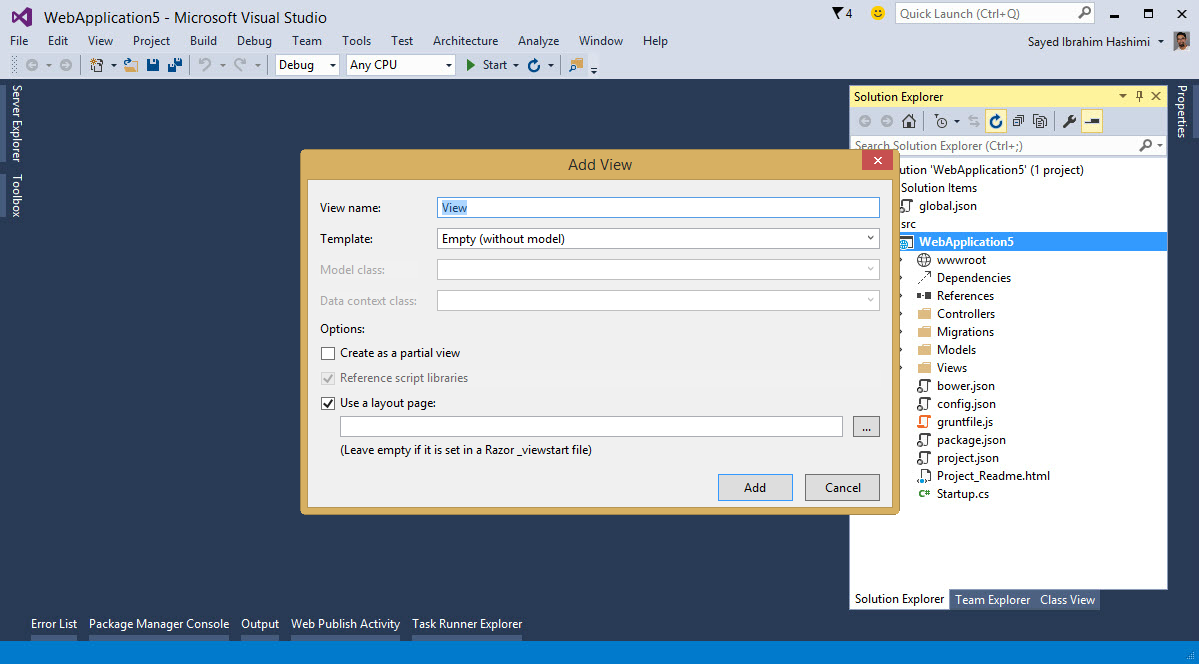 WebApplication5 - Microsoft Visual Studio
4
Quick Launch (Ctrl+Q)
File Edit View Project Build Debug Team Tools Test Architecture Analyze Window Help
Sayed Ibrahim Hashimi
Debug Any CPU Start
Server Explorer
Toolbox
Properties
Solution Explorer
Search Solution Explorer (Ctrl+;)
ution 'WebApplication5' (1 project)
Solution Items
global.json
src
WebApplication5
wwwroot
Dependencies
References
Controllers
Migrations
Models
Views
bower.json
config.json
gruntfile.js
package.json
project.json
Project_Readme.html
C# Startup.cs
Solution Explorer Team Explorer Class View
Add View
View name: View
Template: Empty (without model)
Model class:
Data context class:
Options:
Create as a partial view
Reference script libraries
Use a layout page:
...
(Leave empty if it is set in a Razor _viewstart file)
Add Cancel
Error List Package Manager Console Output Web Publish Activity Task Runner Explorer